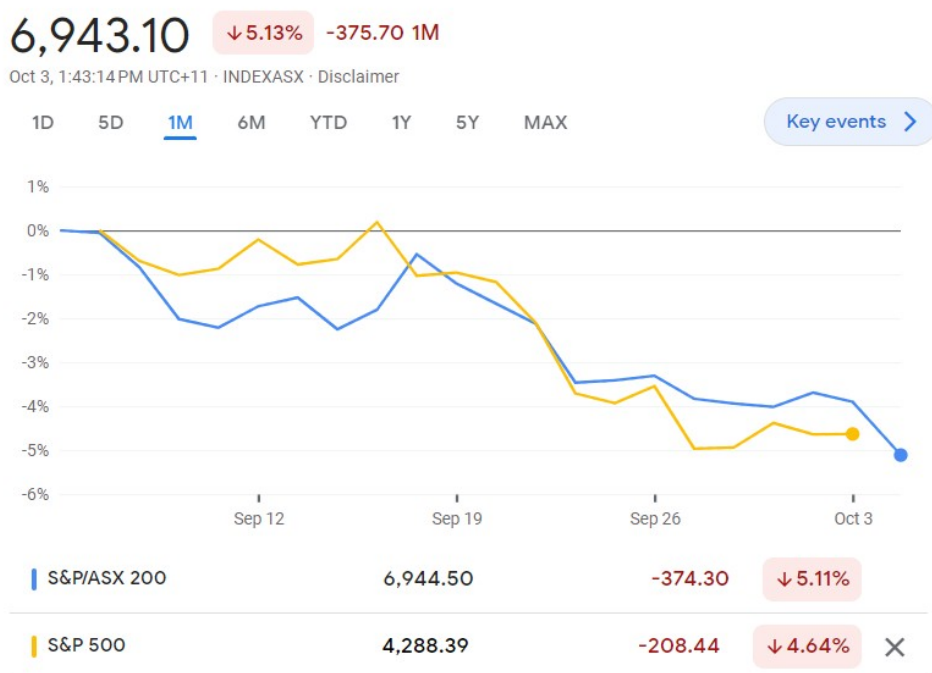 6,943.10 ↓5.13% -375.70 1M
Oct 3, 1:43:14 PM UTC+11 · INDEXASX · Disclaimer
1D 5D 1M 6M YTD 1Y 5Y MAX Key events
1%
0%
-1%
-2%
-3%
-4%
-5%
-6%
Sep 12 Sep 19 Sep 26 Oct 3
S&P/ASX 200 6,944.50 -374.30 ↓5.11%
S&P 500 4,288.39 -208.44 ↓4.64%